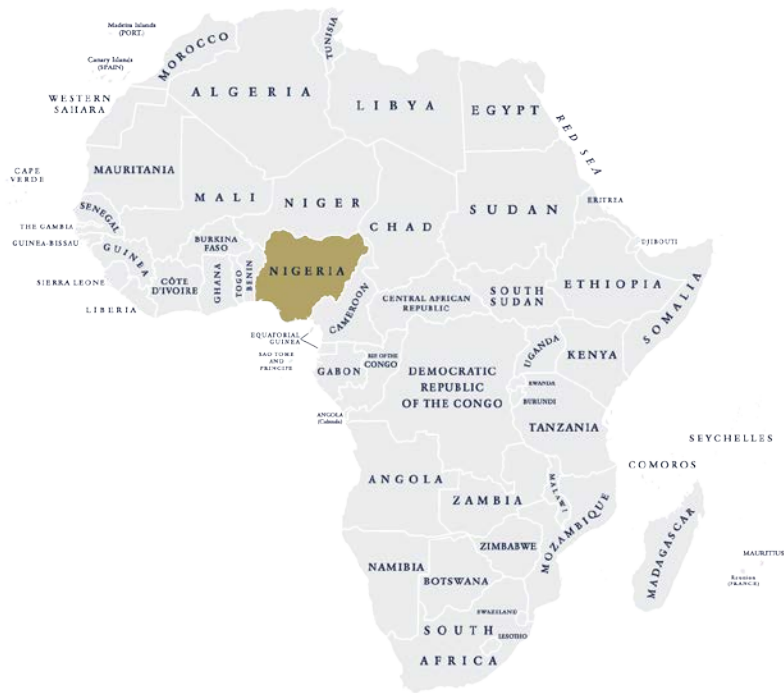 Madeira Islands
(PORT.)
Canary Islands
(SPAIN)
MOROCCO
TUNISIA
ALGERIA
LIBYA
EGYPT
WESTERN
SAHARA
RED SEA
CAPE
VERDE
MAURITANIA
MALI
NIGER
CHAD
SUDAN
ERITREA
SENEGAL
THE GAMBIA
GUINEA-BISSAU
GUINEA
BURKINA
FASO
DJIBOUTI
SIERRA LEONE
LIBERIA
CÔTE
D'IVOIRE
GHANA
TOGO
BENIN
NIGERIA
CAMEROON
CENTRAL AFRICAN
REPUBLIC
SOUTH
SUDAN
ETHIOPIA
SOMALIA
EQUATORIAL
GUINEA
SAO TOME
AND
PRINCIPE
GABON
REP OF THE
CONGO
DEMOCRATIC
REPUBLIC
OF THE CONGO
UGANDA
KENYA
RWANDA
BURUNDI
TANZANIA
ANGOLA
(Cabinda)
SEYCHELLES
COMOROS
ANGOLA
ZAMBIA
MALAWI
MOZAMBIQUE
ZIMBABWE
MADAGASCAR
MAURITIUS
Reunion
(FRANCE)
NAMIBIA
BOTSWANA
SWAZILAND
SOUTH
AFRICA
LESOTHO